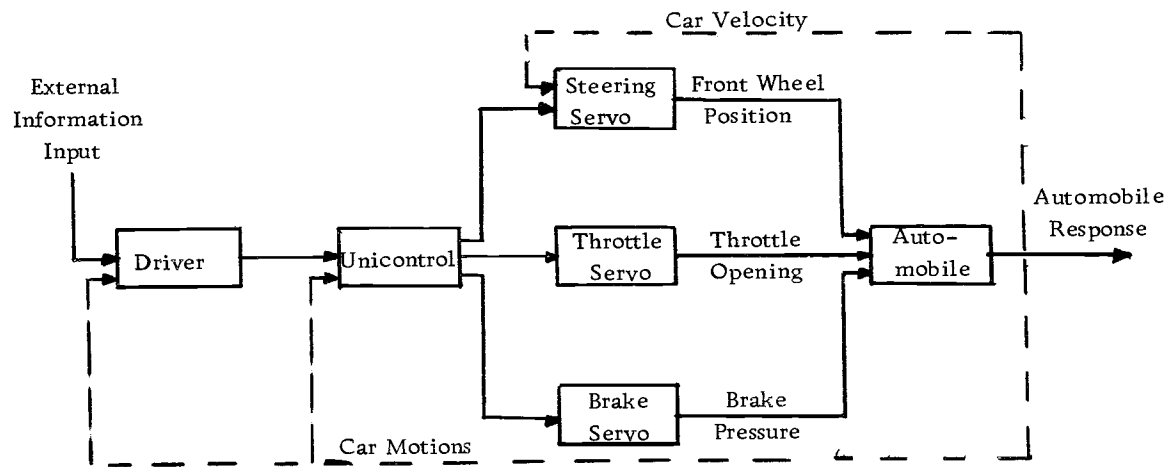 Car Velocity
External
Information
Input
Steering
Servo
Front Wheel
Position
Driver
Unicontrol
Throttle
Servo
Throttle
Opening
Auto-
mobile
Automobile
Response
Brake
Servo
Brake
Pressure
Car Motions